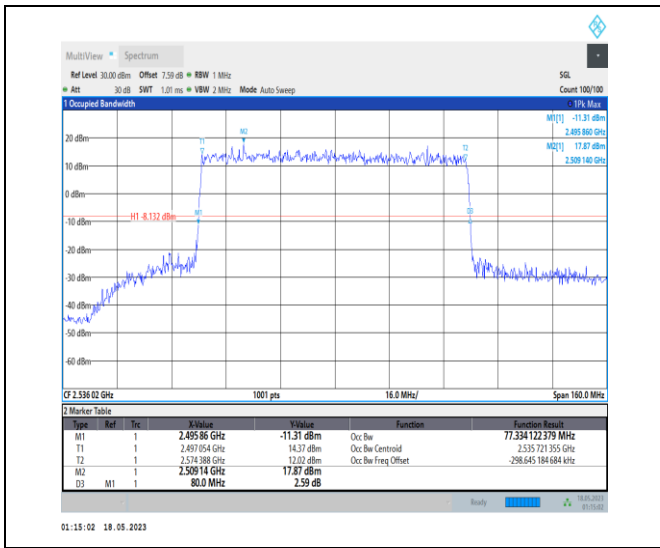 MultiView Spectrum
Ref Level 30.00 dBm Offset 7.59 dB RBW 1 MHz SGL
Att 30 dB SWT 1.01 ms VBW 2 MHz Mode Auto Sweep Count 100/100
1 Occupied Bandwidth 1Pk Max
M1[1] -11.31 dBm
2.495 860 GHz
M2[1] 17.87 dBm
2.509 140 GHz
M2
T1
T2
20 dBm
10 dBm
0 dBm
M1
D3
H1 -8.132 dBm
-10 dBm
-20 dBm
-30 dBm
-40 dBm
-50 dBm
-60 dBm
CF 2.536 02 GHz 1001 pts 16.0 MHz/ Span 160.0 MHz
2 Marker Table
Type Ref Trc X-Value Y-Value Function Function Result
M1 1 2.495 86 GHz -11.31 dBm Occ Bw 77.334 122 379 MHz
T1 1 2.497 054 GHz 14.37 dBm Occ Bw Centroid 2.535 721 355 GHz
T2 1 2.574 388 GHz 12.02 dBm Occ Bw Freq Offset -298.645 184 684 kHz
M2 1 2.509 14 GHz 17.87 dBm
D3 M1 1 80.0 MHz 2.59 dB
Ready 18.05.2023
01:15:02
01:15:02 18.05.2023